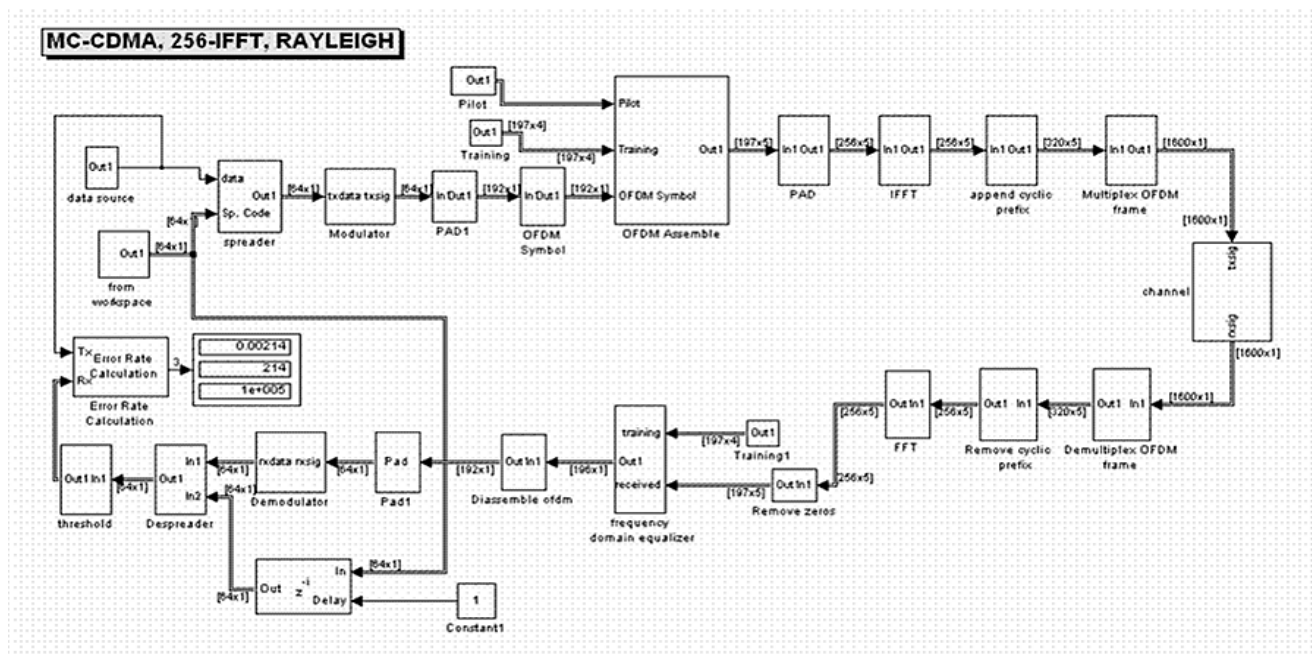 MC-CDMA, 256-IFFT, RAYLEIGH
Out1
Pilot
Out1
Training
[197x4]
[197x4]
Pilot
Training
OFDM Symbol
Out1
OFDM Assemble
[197x5]
In1 Out1
PAD
[256x5]
In1 Out1
IFFT
[256x5]
In1 Out1
append cyclic
prefix
[320x5]
In1 Out1
Multiplex OFDM
frame
[1600x1]
[1600x1]
Out1
data source
data
Sp. Code
Out1
spreader
[64x1]
txdata txsig
Modulator
[64x1]
In Out1
PAD1
[192x1]
In Out1
OFDM
Symbol
[192x1]
Out1
from
workspace
[64x1]
[64x1]
txsig
channel
rxsig
[1600x1]
Tx
Rx
Error Rate
Calculation
Error Rate
Calculation
3
0.00214
214
1e+005
Out1 In1
Demultiplex OFDM
frame
[1600x1]
[320x5]
Out1 In1
Remove cyclic
prefix
[256x5]
Out In1
FFT
[256x5]
[256x5]
Out In1
Remove zeros
[197x5]
Out1
Training1
[197x4]
training
Out1
received
frequency
domain equalizer
[196x1]
Out In1
Diassemble ofdm
[192x1]
Pad
Pad1
[64x1]
rxdata rxsig
Demodulator
[64x1]
In1
Out1
In2
Despreader
[64x1]
[64x1]
Out1 In1
threshold
[64x1]
In
Out
z
-i
Delay
[64x1]
1
Constant1